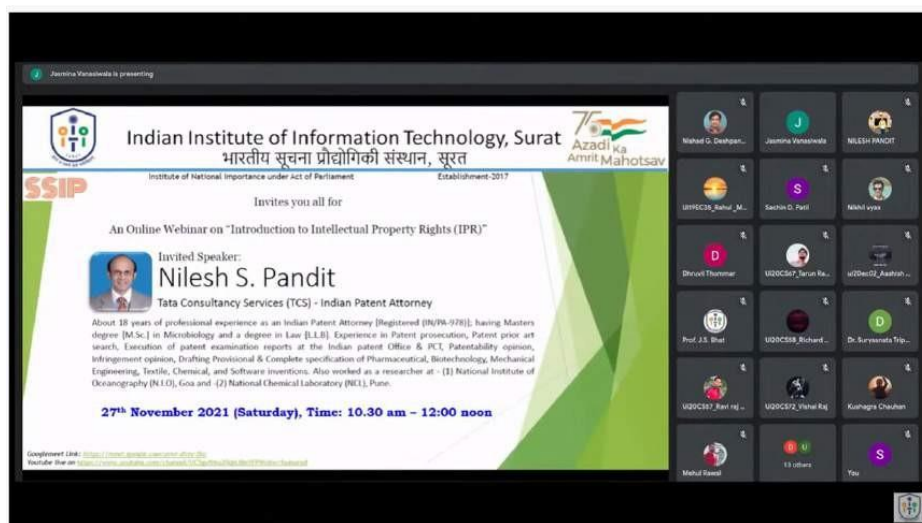 J
Jasmina Vanasiwala is presenting
Indian Institute of Information Technology, Surat
भारतीय सूचना प्रौद्योगिकी संस्थान, सूरत
75
Azadi Ka
Amrit Mahotsav
SSIP
Institute of National Importance under Act of Parliament
Establishment-2017
Invites you all for
An Online Webinar on "Introduction to Intellectual Property Rights (IPR)"
Invited Speaker:
Nilesh S. Pandit
Tata Consultancy Services (TCS) - Indian Patent Attorney
About 18 years of professional experience as an Indian Patent Attorney [Registered (IN/PA-978)]; having Masters
degree [M.Sc.] in Microbiology and a degree in Law [L.L.B]. Experience in Patent prosecution, Patent prior art
search, Execution of patent examination reports at the Indian patent Office & PCT, Patentability opinion,
Infringement opinion, Drafting Provisional & Complete specification of Pharmaceutical, Biotechnology, Mechanical
Engineering, Textile, Chemical, and Software inventions. Also worked as a researcher at - (1) National Institute of
Oceanography (N.I.O), Goa and -(2) National Chemical Laboratory (NCL), Pune.
27th November 2021 (Saturday), Time: 10.30 am – 12:00 noon
Googlemeet Link:
Youtube live on
Nishad G. Deshpan...
J
Jasmina Vanasiwala
NILESH PANDIT
UI19EC35_Rahul _M...
S
Sachin D. Patil
Nikhil vyas
D
Dhruvil Thummar
UI20CS67_Tarun Ra...
ui20ec02_Aashish ...
Prof. J.S. Bhat
UI20CS58_Richard ...
D
Dr. Suryasnata Trip...
UI20CS57_Ravi raj ...
UI20CS72_Vishal Raj
Kushagra Chauhan
Mehul Rawal
D U
13 others
S
You